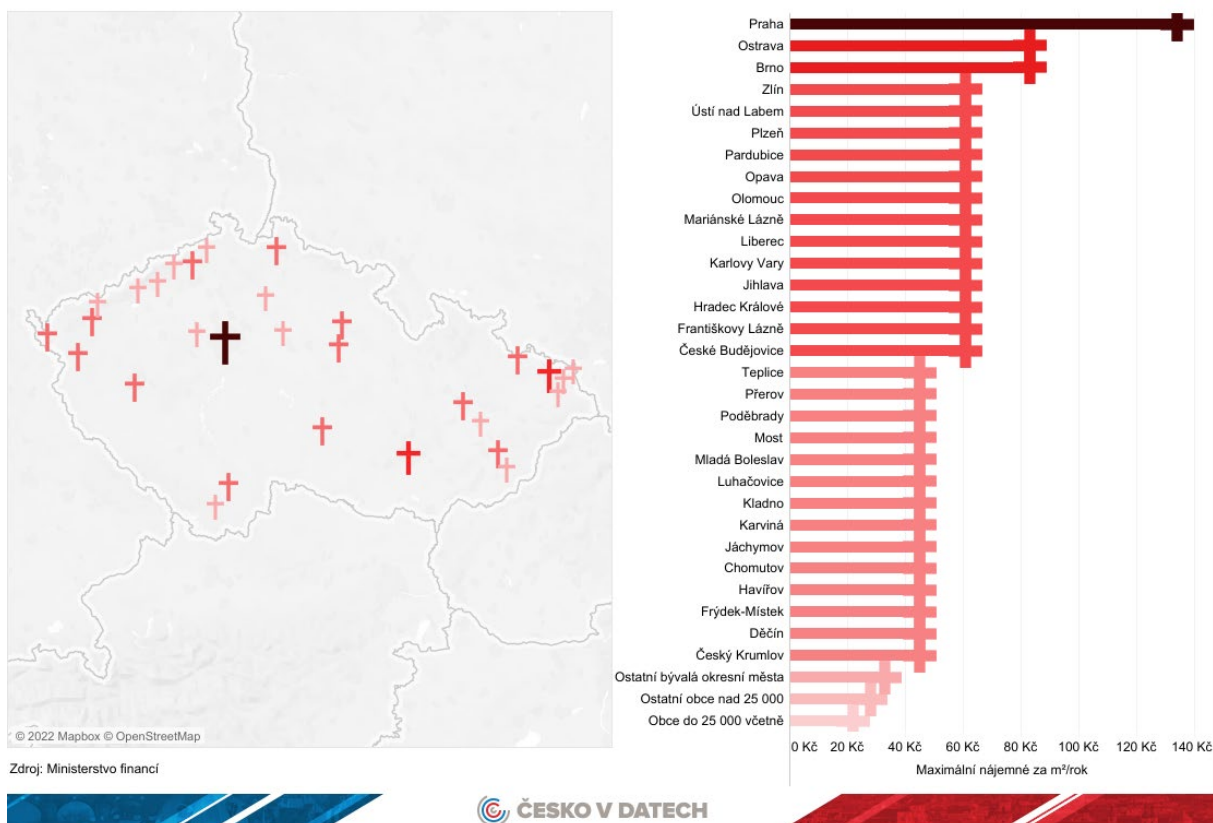 Praha
Ostrava
Brno
Zlín
Ústí nad Labem
Plzeň
Pardubice
Opava
Olomouc
Mariánské Lázně
Liberec
Karlovy Vary
Jihlava
Hradec Králové
Františkovy Lázně
České Budějovice
Teplice
Přerov
Poděbrady
Most
Mladá Boleslav
Luhačovice
Kladno
Karviná
Jáchymov
Chomutov
Havířov
Frýdek-Místek
Děčín
Český Krumlov
Ostatní bývalá okresní města
Ostatní obce nad 25 000
Obce do 25 000 včetně
0 Kč 20 Kč 40 Kč 60 Kč 80 Kč 100 Kč 120 Kč 140 Kč
Maximální nájemné za m²/rok
© 2022 Mapbox © OpenStreetMap
Zdroj: Ministerstvo financí
ČESKO V DATECH